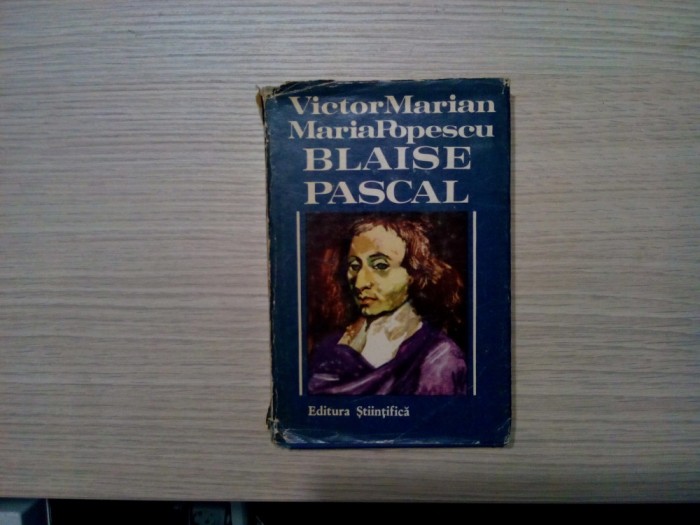 Victor Marian
Maria Popescu
BLAISE
PASCAL
Editura Științifică